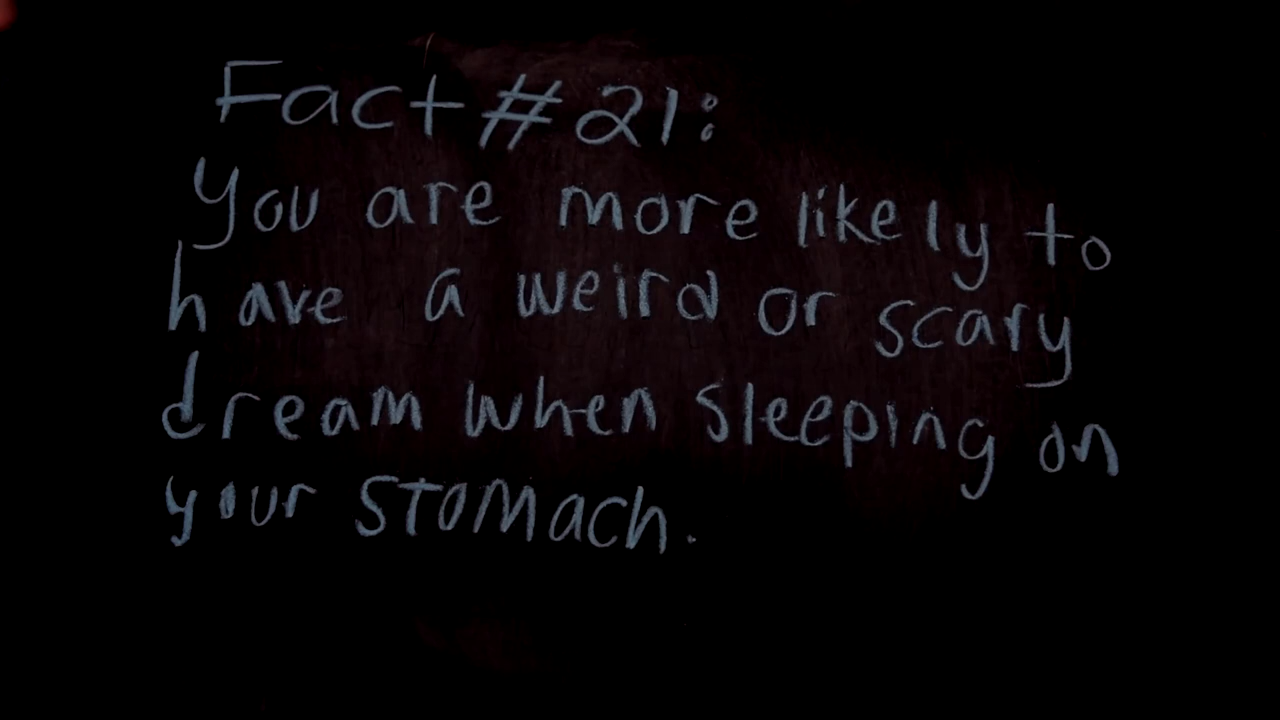 Fact #21:
You are more likely to
have a weird or scary
dream when sleeping on
your STOMach.